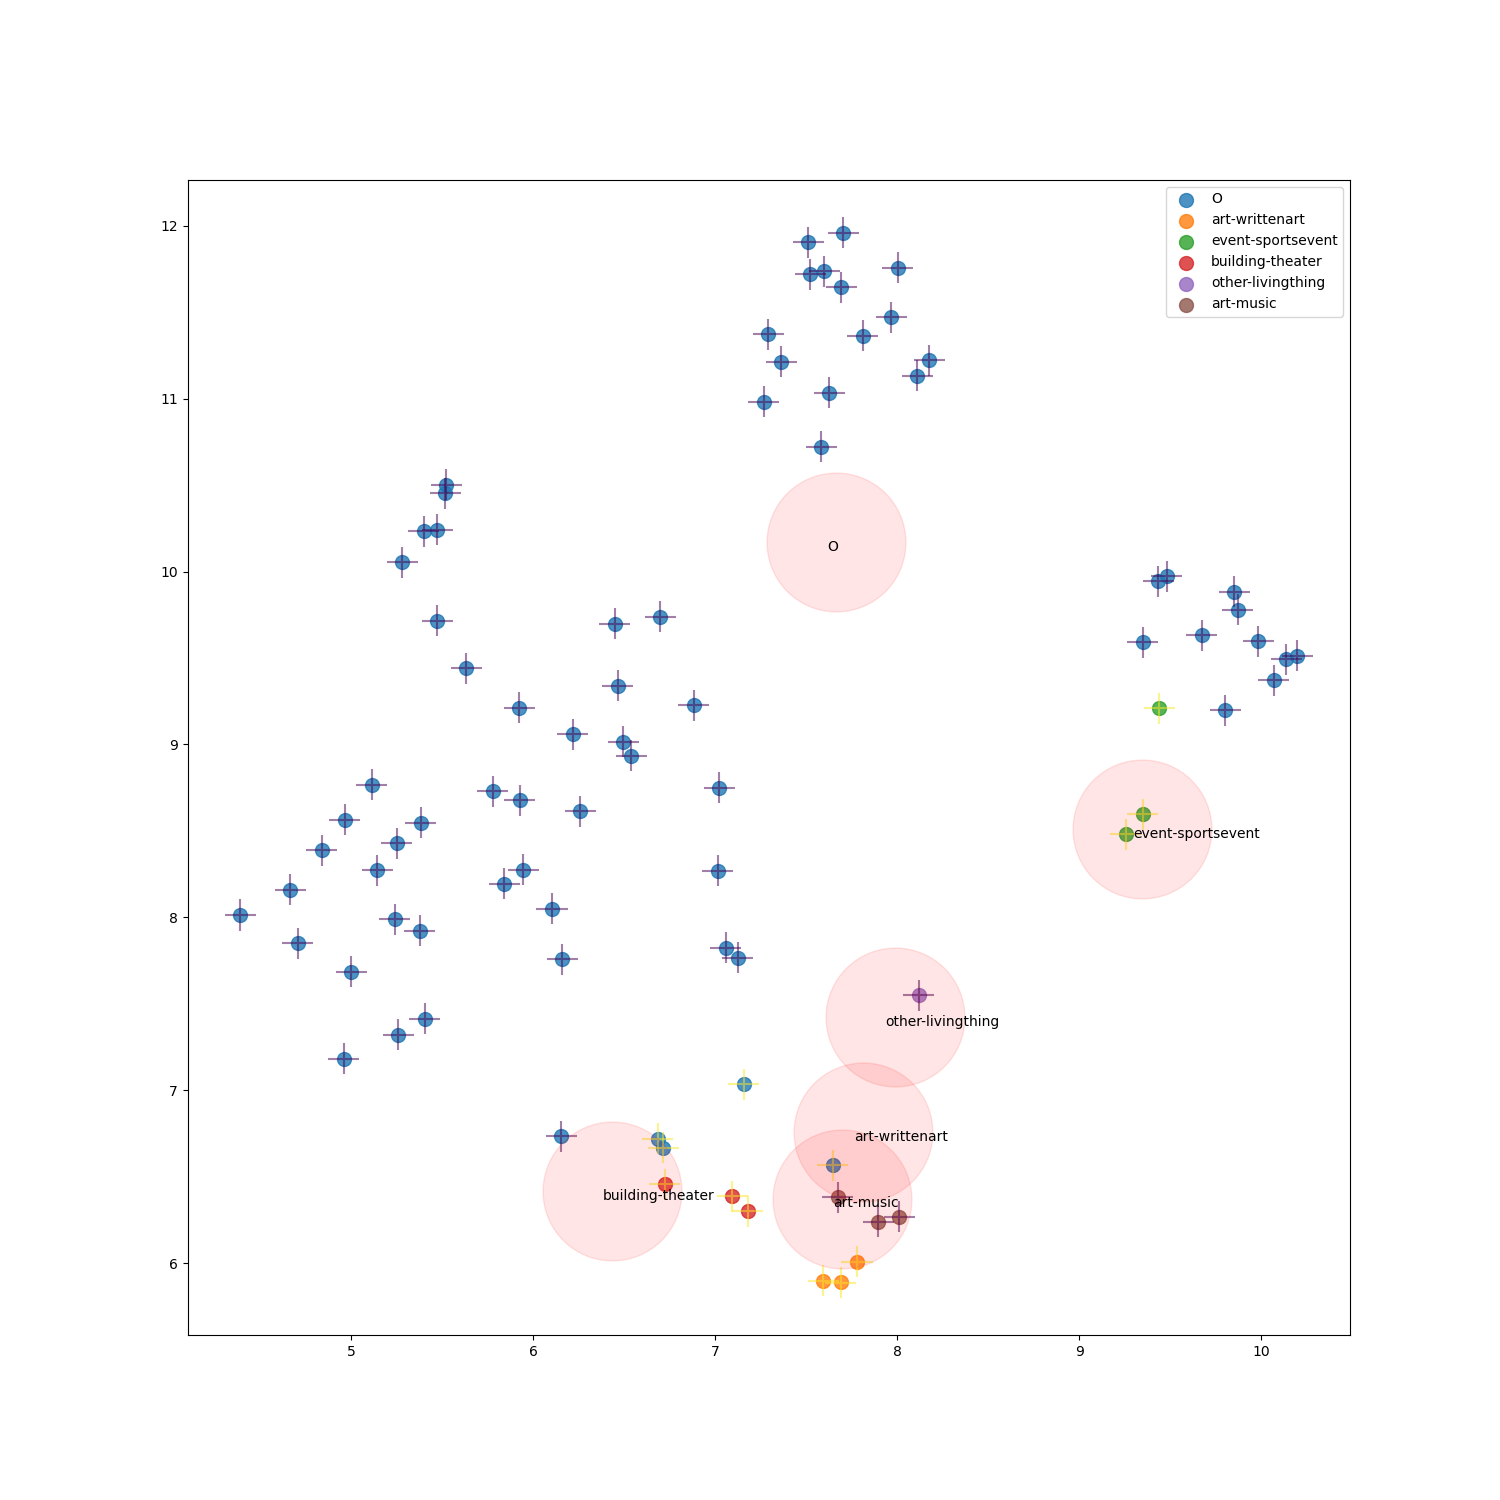 12
11
10
9
8
7
6
5
6
7
8
9
10
O
art-writtenart
event-sportsevent
building-theater
other-livingthing
art-music
O
event-sportsevent
other-livingthing
art-writtenart
building-theater
art-music